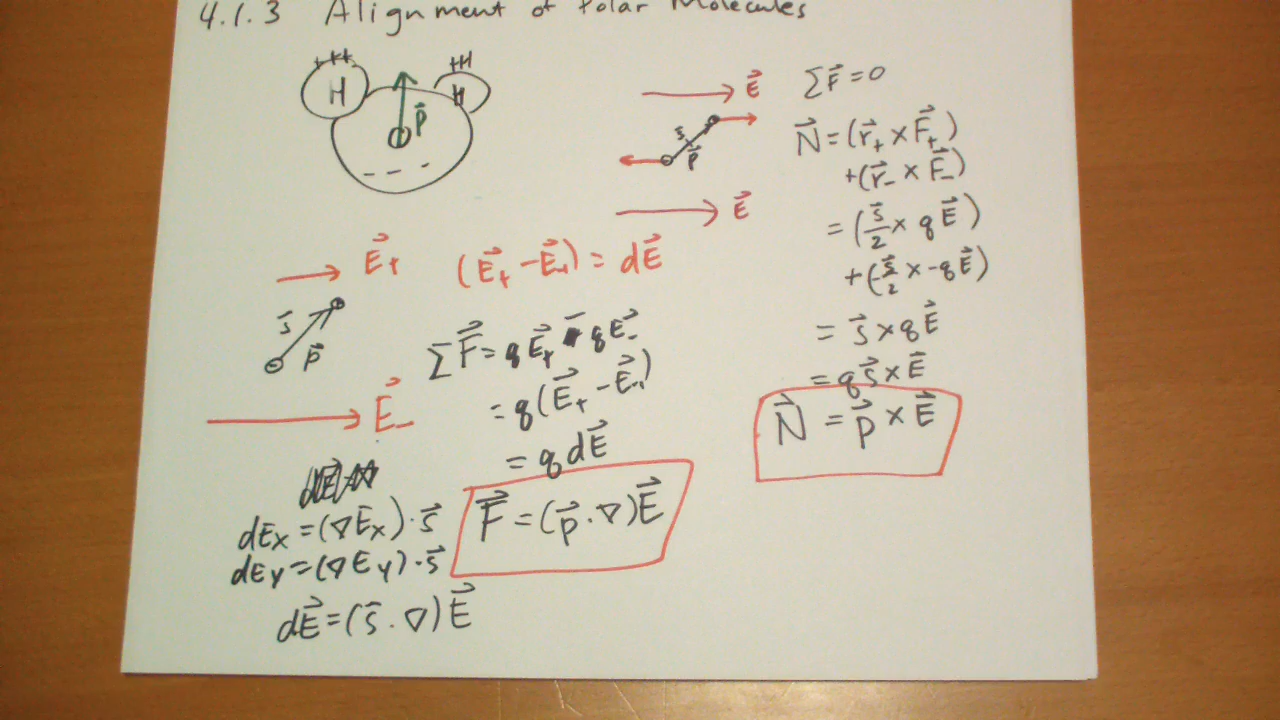 4.1.3 Alignment of Polar Molecules
+++ ++
H H
p⃗
- - -
E⃗
s⃗
p⃗
E⃗
ΣF⃗ = 0
N⃗ = (r⃗₊ × F⃗₊)
+(r⃗₋ × F⃗₋)
= (s⃗/2 × qE⃗)
+(s⃗/2 × -qE⃗)
= s⃗ × qE⃗
= qs⃗ × E⃗
N⃗ = p⃗ × E⃗
E⃗₊
s⃗
p⃗
E⃗₋
(E⃗₊ - E⃗₋) = dE⃗
ΣF⃗ = qE⃗₊ - qE⃗₋
= q(E⃗₊ - E⃗₋)
= q dE⃗
F⃗ = (p⃗ · ∇)E⃗
dEx = (∇Ex) · s⃗
dEy = (∇Ey) · s⃗
dE⃗ = (s⃗ · ∇)E⃗